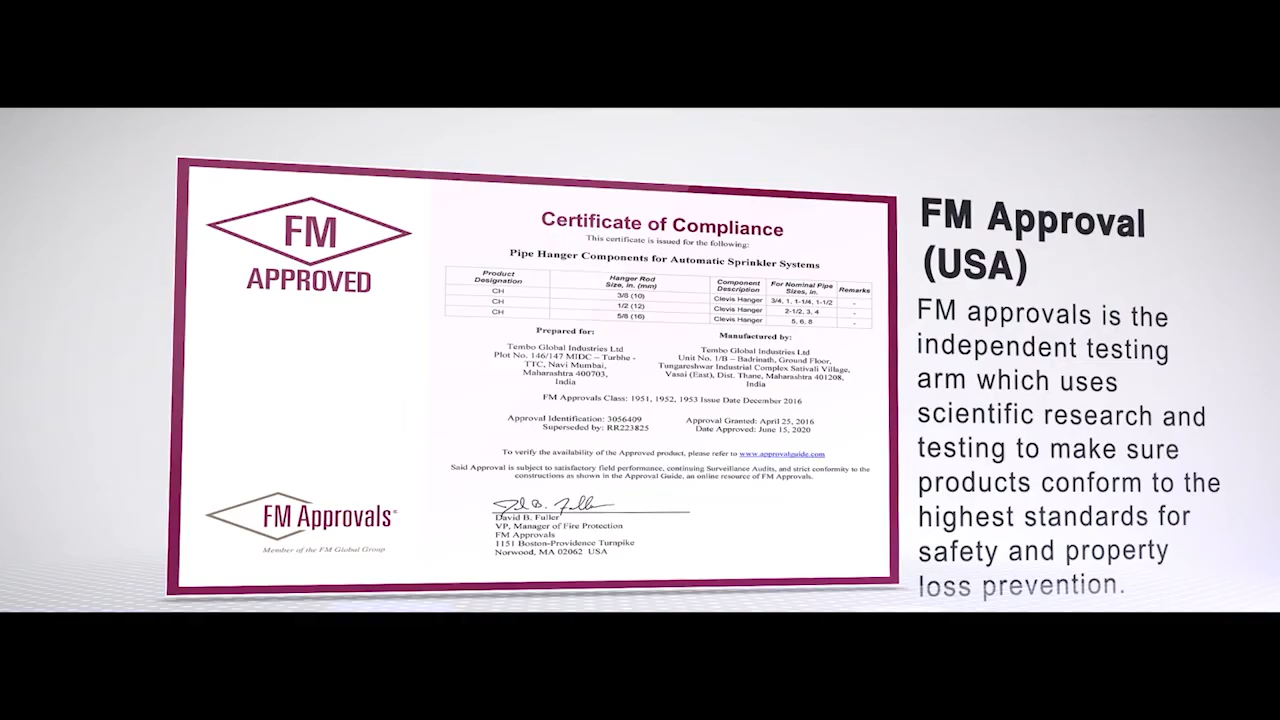 FM
APPROVED
Certificate of Compliance
This certificate is issued for the following:
Pipe Hanger Components for Automatic Sprinkler Systems
Product Designation Hanger Rod Size, in. (mm) Component Description For Nominal Pipe Sizes, in. Remarks
CH 3/8 (10) Clevis Hanger 3/4, 1, 1-1/4, 1-1/2 -
CH 1/2 (12) Clevis Hanger 2-1/2, 3, 4 -
CH 5/8 (16) Clevis Hanger 5, 6, 8 -
Prepared for:
Tembo Global Industries Ltd
Plot No. 146/147 MIDC – Turbhe -
TTC, Navi Mumbai,
Maharashtra 400703,
India
Manufactured by:
Tembo Global Industries Ltd
Unit No. 1/B – Badrinath, Ground Floor,
Tungareshwar Industrial Complex Sativali Village,
Vasai (East), Dist. Thane, Maharashtra 401208,
India
FM Approvals Class: 1951, 1952, 1953 Issue Date December 2016
Approval Identification: 3056409
Superseded by: RR223825
Approval Granted: April 25, 2016
Date Approved: June 15, 2020
To verify the availability of the Approved product, please refer to www.approvalguide.com
Said Approval is subject to satisfactory field performance, continuing Surveillance Audits, and strict conformity to the
constructions as shown in the Approval Guide, an online resource of FM Approvals.
David B. Fuller
VP, Manager of Fire Protection
FM Approvals
1151 Boston-Providence Turnpike
Norwood, MA 02062 USA
FM Approvals®
Member of the FM Global Group
FM Approval
(USA)
FM approvals is the
independent testing
arm which uses
scientific research and
testing to make sure
products conform to the
highest standards for
safety and property
loss prevention.